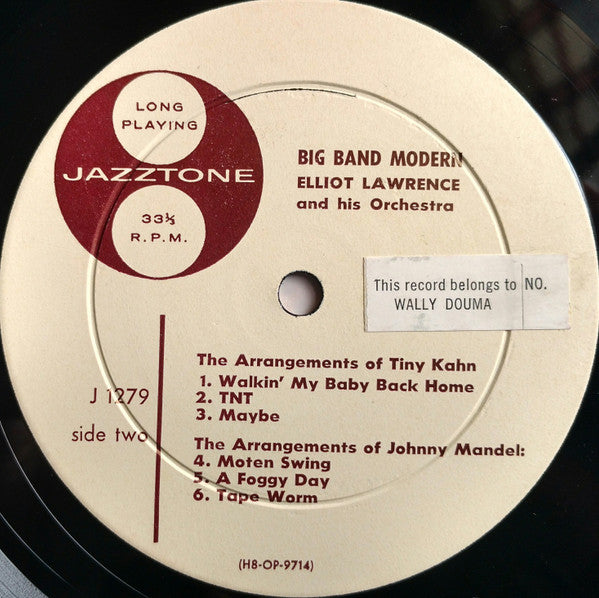 LONG
PLAYING
JAZZTONE
33⅓
R.P.M.
BIG BAND MODERN
ELLIOT LAWRENCE
and his Orchestra
This record belongs to NO.
WALLY DOUMA
J 1279
side two
The Arrangements of Tiny Kahn
1. Walkin' My Baby Back Home
2. TNT
3. Maybe
The Arrangements of Johnny Mandel:
4. Moten Swing
5. A Foggy Day
6. Tape Worm
(H8-OP-9714)